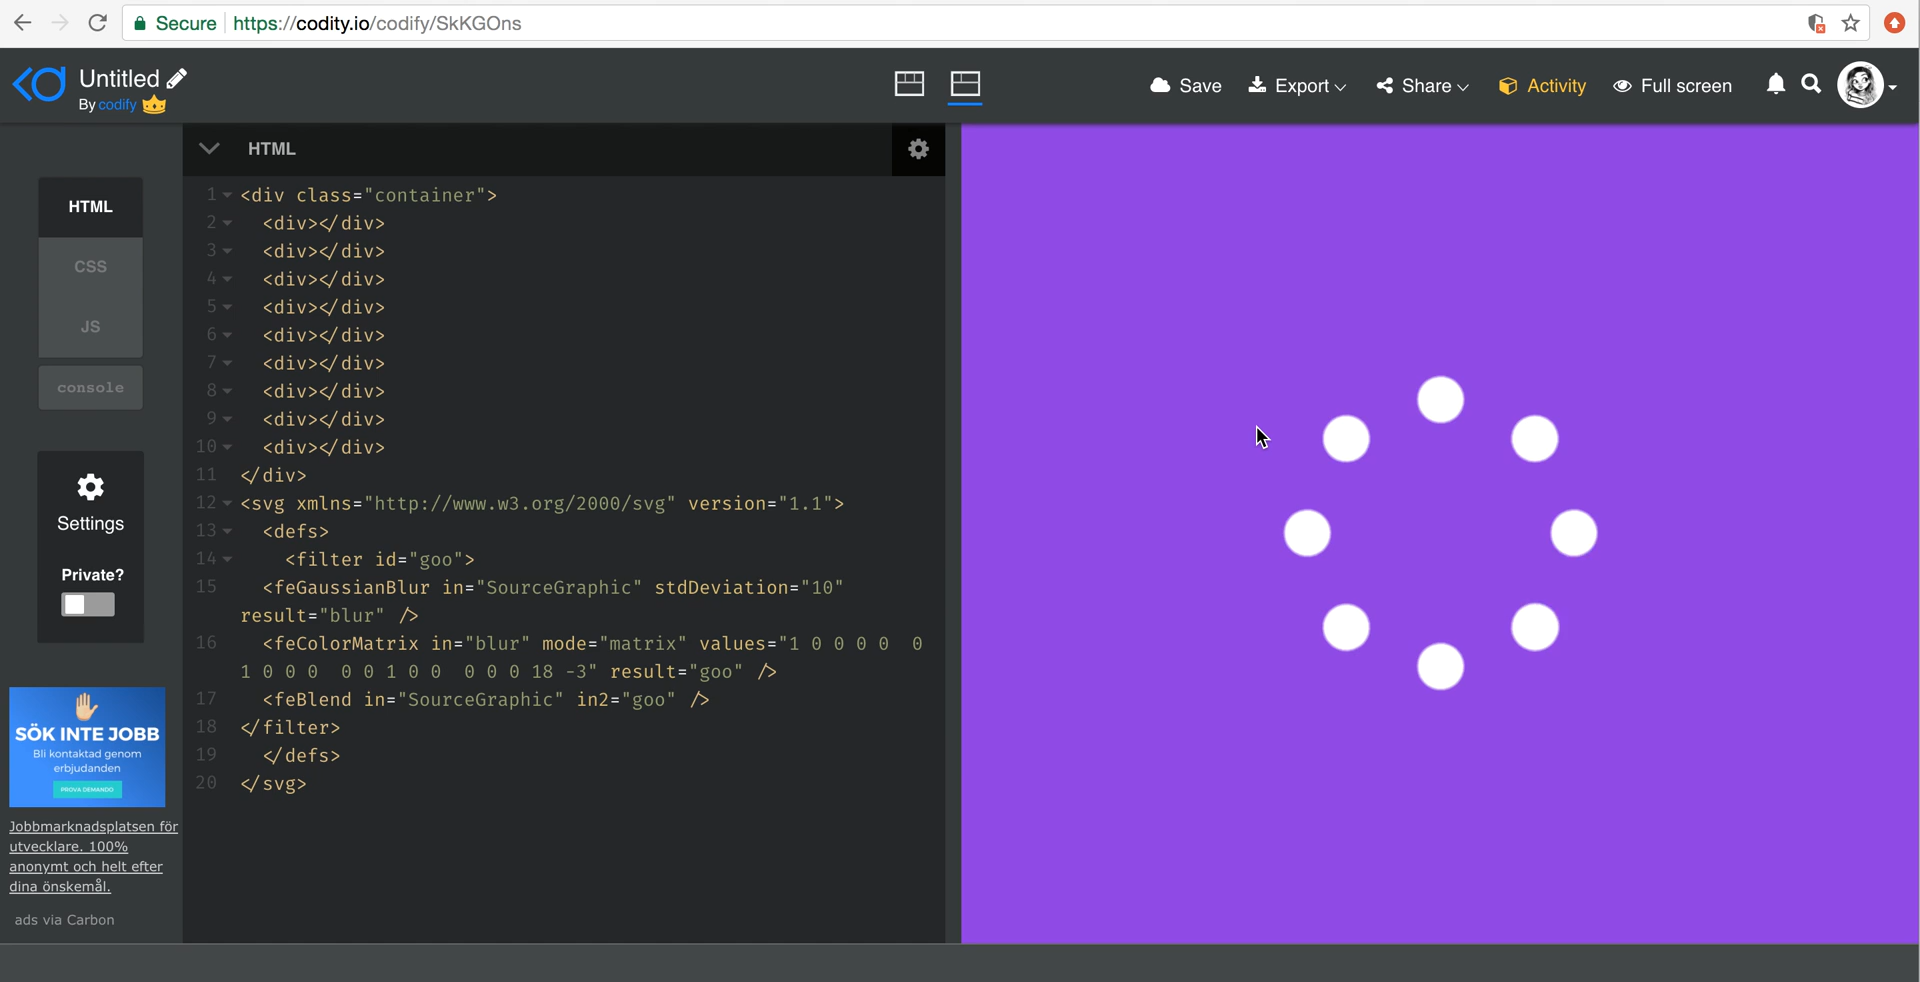 Secure https://codity.io/codify/SkKGOns
Untitled
By codify
Save
Export
Share
Activity
Full screen
HTML
CSS
JS
console
Settings
Private?
SÖK INTE JOBB
Bli kontaktad genom
erbjudanden
PROVA DEMANDO
Jobbmarknadsplatsen för
utvecklare. 100%
anonymt och helt efter
dina önskemål.
ads via Carbon
HTML
1 <div class="container">
2 <div></div>
3 <div></div>
4 <div></div>
5 <div></div>
6 <div></div>
7 <div></div>
8 <div></div>
9 <div></div>
10 <div></div>
11 </div>
12 <svg xmlns="http://www.w3.org/2000/svg" version="1.1">
13 <defs>
14 <filter id="goo">
15 <feGaussianBlur in="SourceGraphic" stdDeviation="10"
result="blur" />
16 <feColorMatrix in="blur" mode="matrix" values="1 0 0 0 0  0
1 0 0 0  0 0 1 0 0  0 0 0 18 -3" result="goo" />
17 <feBlend in="SourceGraphic" in2="goo" />
18 </filter>
19 </defs>
20 </svg>